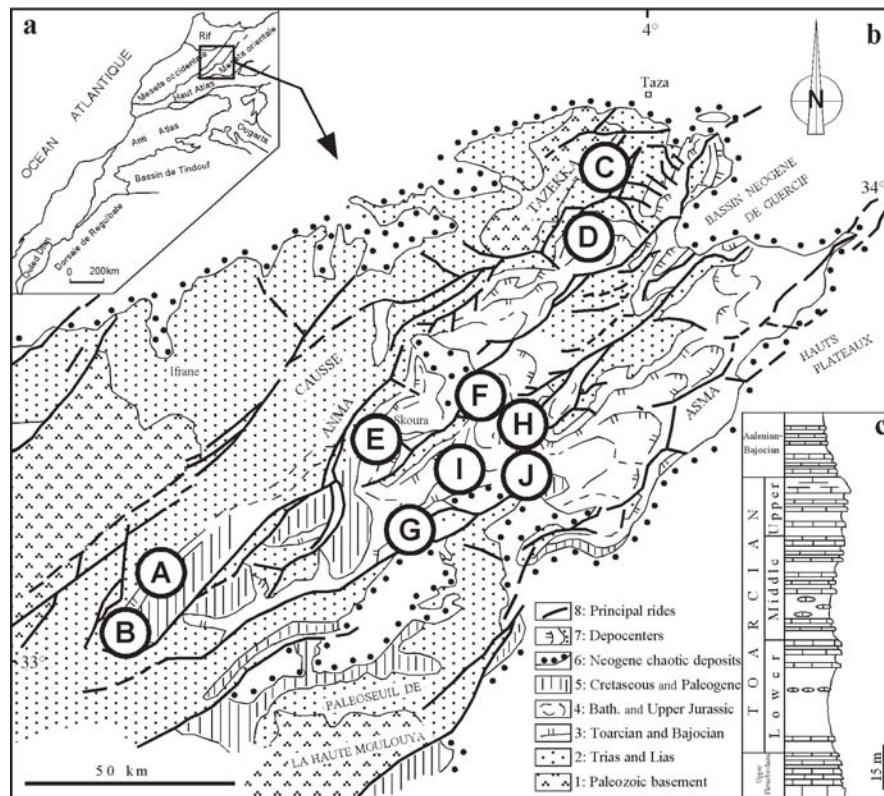 a
Rif
Meseta occidentale
Meseta orientale
Haut Atlas
OCEAN ATLANTIQUE
Anti Atlas
Ougarta
Bassin de Tindouf
Dorsale de Reguibate
0 200km
4°
b
Taza
N
C
TAZEKKA
BASSIN NEOGENE
DE GUERCIF
34°
D
Ifrane
CAUSSE
HAUTS
PLATEAUX
ANMA
Skoura
F
ASMA
E
H
I
J
G
A
B
33°
PALEOSEUIL DE
LA HAUTE MOULOUYA
50 km
8: Principal rides
7: Depocenters
6: Neogene chaotic deposits
5: Cretaceous and Paleogene
4: Bath. and Upper Jurassic
3: Toarcian and Bajocian
2: Trias and Lias
1: Paleozoic basement
c
Aalenian-
Bajocian
TOARCIAN
Upper
Middle
Lower
Upper
15 m